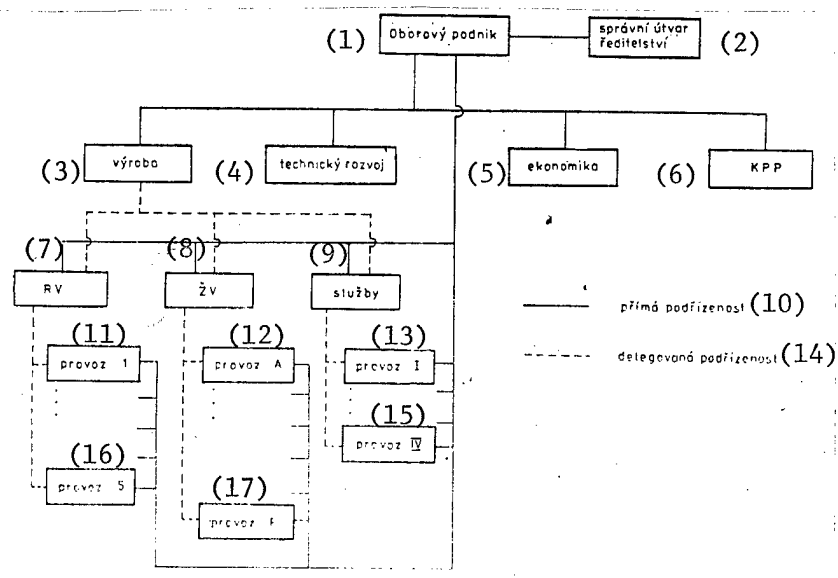 (1) Oborový podnik
správní útvar
ředitelství (2)
(3) výroba
(4) technický rozvoj
(5) ekonomika
(6) KPP
(7) RV
(8) ŽV
(9) služby
přímá podřízenost (10)
(11) provoz 1
(12) provoz A
(13) provoz I
delegovaná podřízenost (14)
(15) provoz IV
(16) provoz 5
(17) provoz F